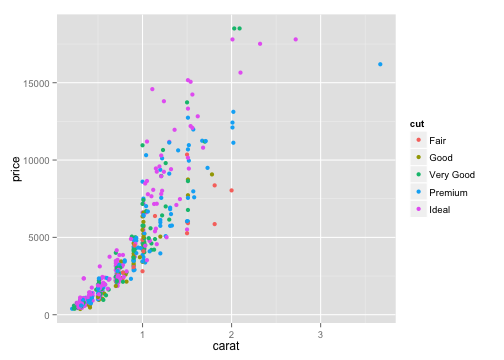 15000
10000
5000
0
price
1
2
3
carat
cut
Fair
Good
Very Good
Premium
Ideal